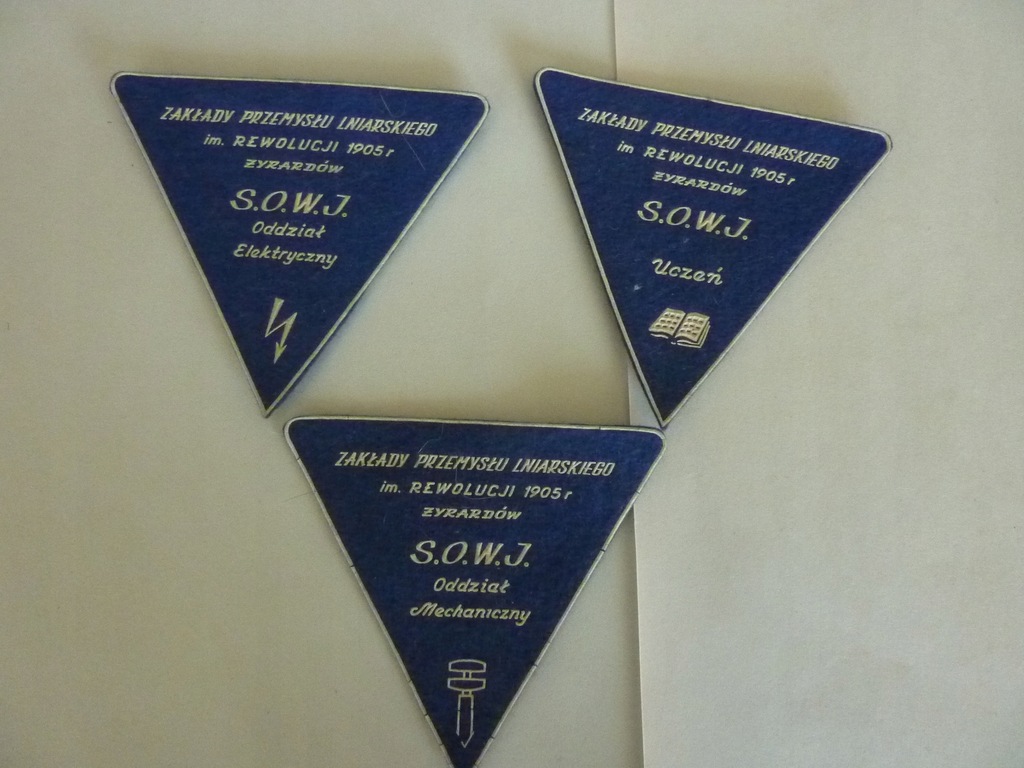 ZAKŁADY PRZEMYSŁU LNIARSKIEGO
im. REWOLUCJI 1905 r
ŻYRARDÓW
S.O.W.J.
Oddział
Elektryczny
ZAKŁADY PRZEMYSŁU LNIARSKIEGO
im REWOLUCJI 1905 r
ŻYRARDÓW
S.O.W.J.
Uczeń
ZAKŁADY PRZEMYSŁU LNIARSKIEGO
im. REWOLUCJI 1905 r
ŻYRARDÓW
S.O.W.J.
Oddział
Mechaniczny